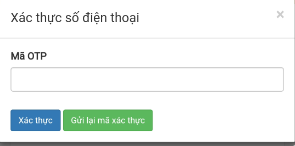 Xác thực số điện thoại ×
Mã OTP
Xác thực Gửi lại mã xác thực